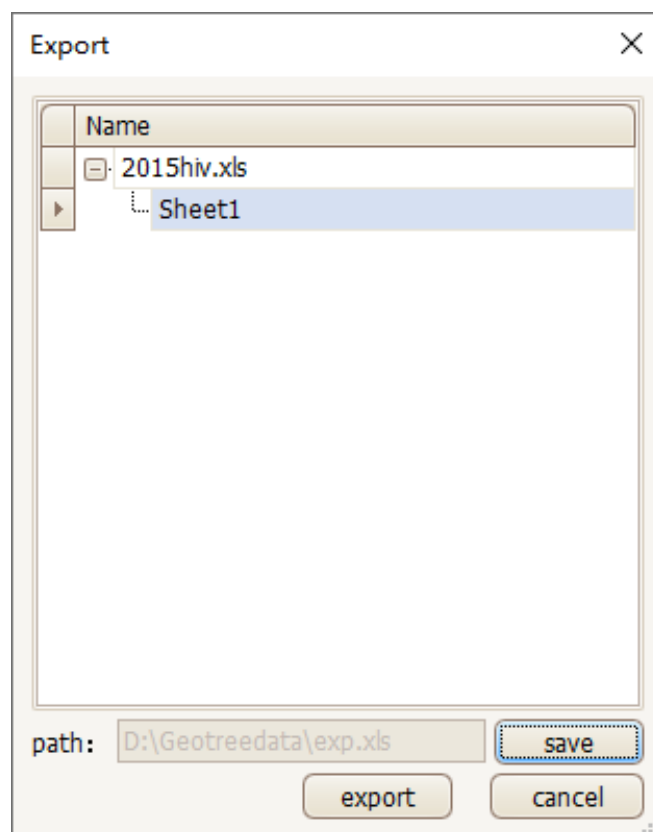 Export
Name
2015hiv.xls
Sheet1
path: D:\Geotreedata\exp.xls save
export cancel